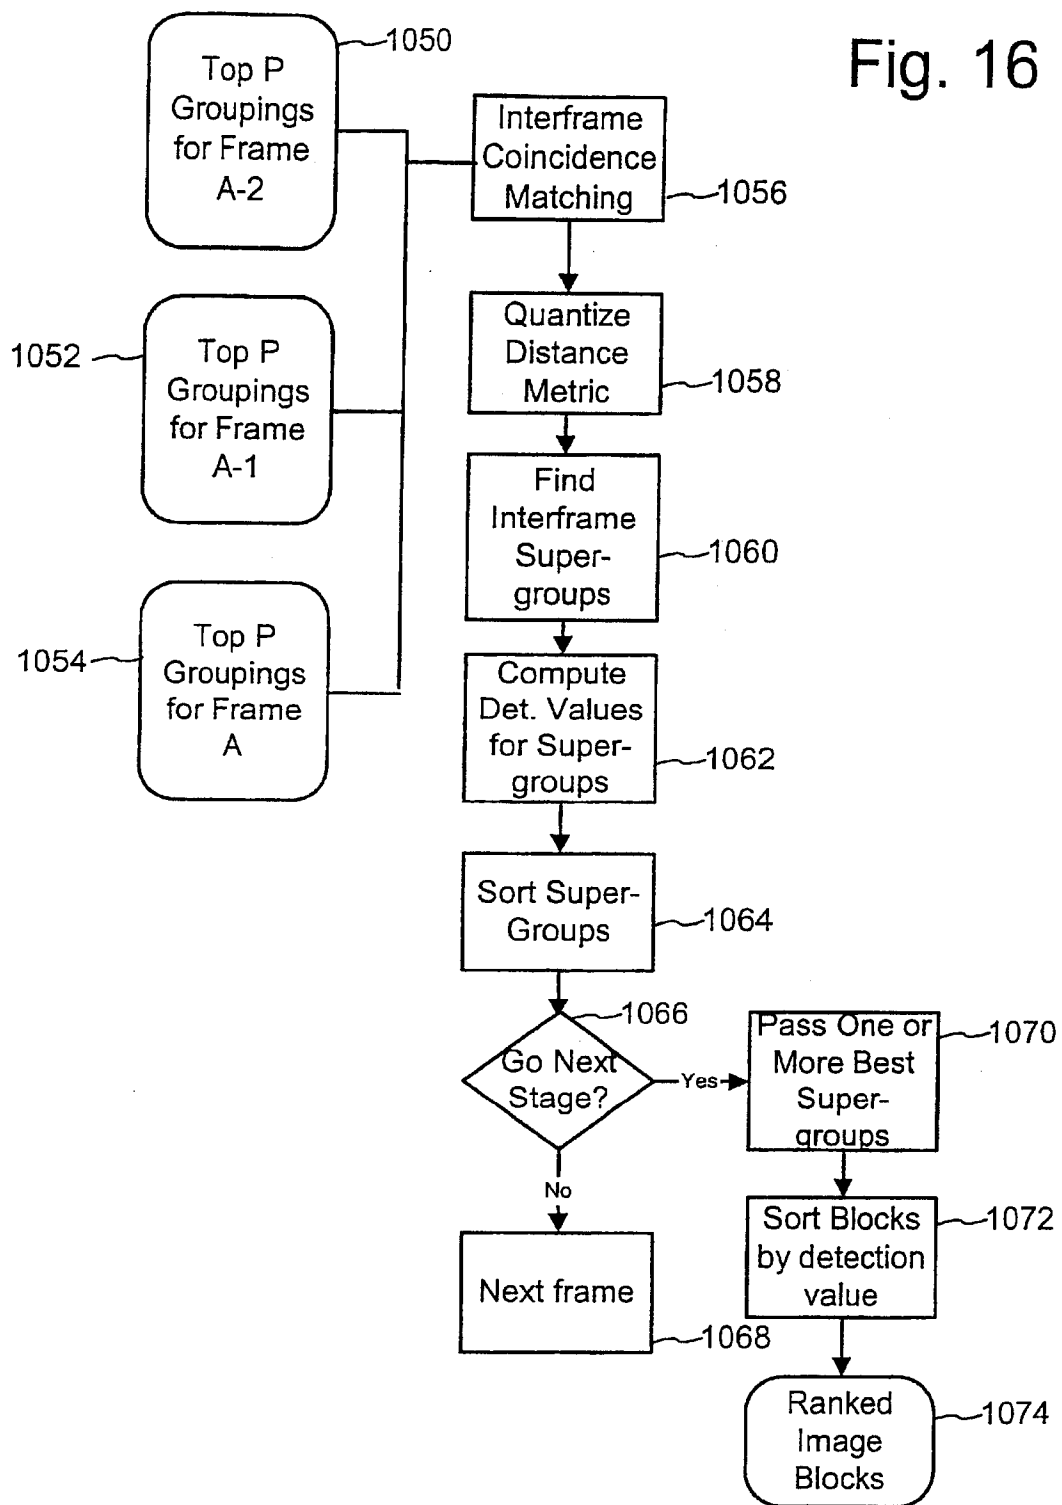 Fig. 16
1050
Top P
Groupings
for Frame
A-2
1052
Top P
Groupings
for Frame
A-1
1054
Top P
Groupings
for Frame
A
Interframe
Coincidence
Matching
1056
Quantize
Distance
Metric
1058
Find
Interframe
Super-
groups
1060
Compute
Det. Values
for Super-
groups
1062
Sort Super-
Groups
1064
1066
Go Next
Stage?
Yes
No
Next frame
1068
Pass One or
More Best
Super-
groups
1070
Sort Blocks
by detection
value
1072
Ranked
Image
Blocks
1074